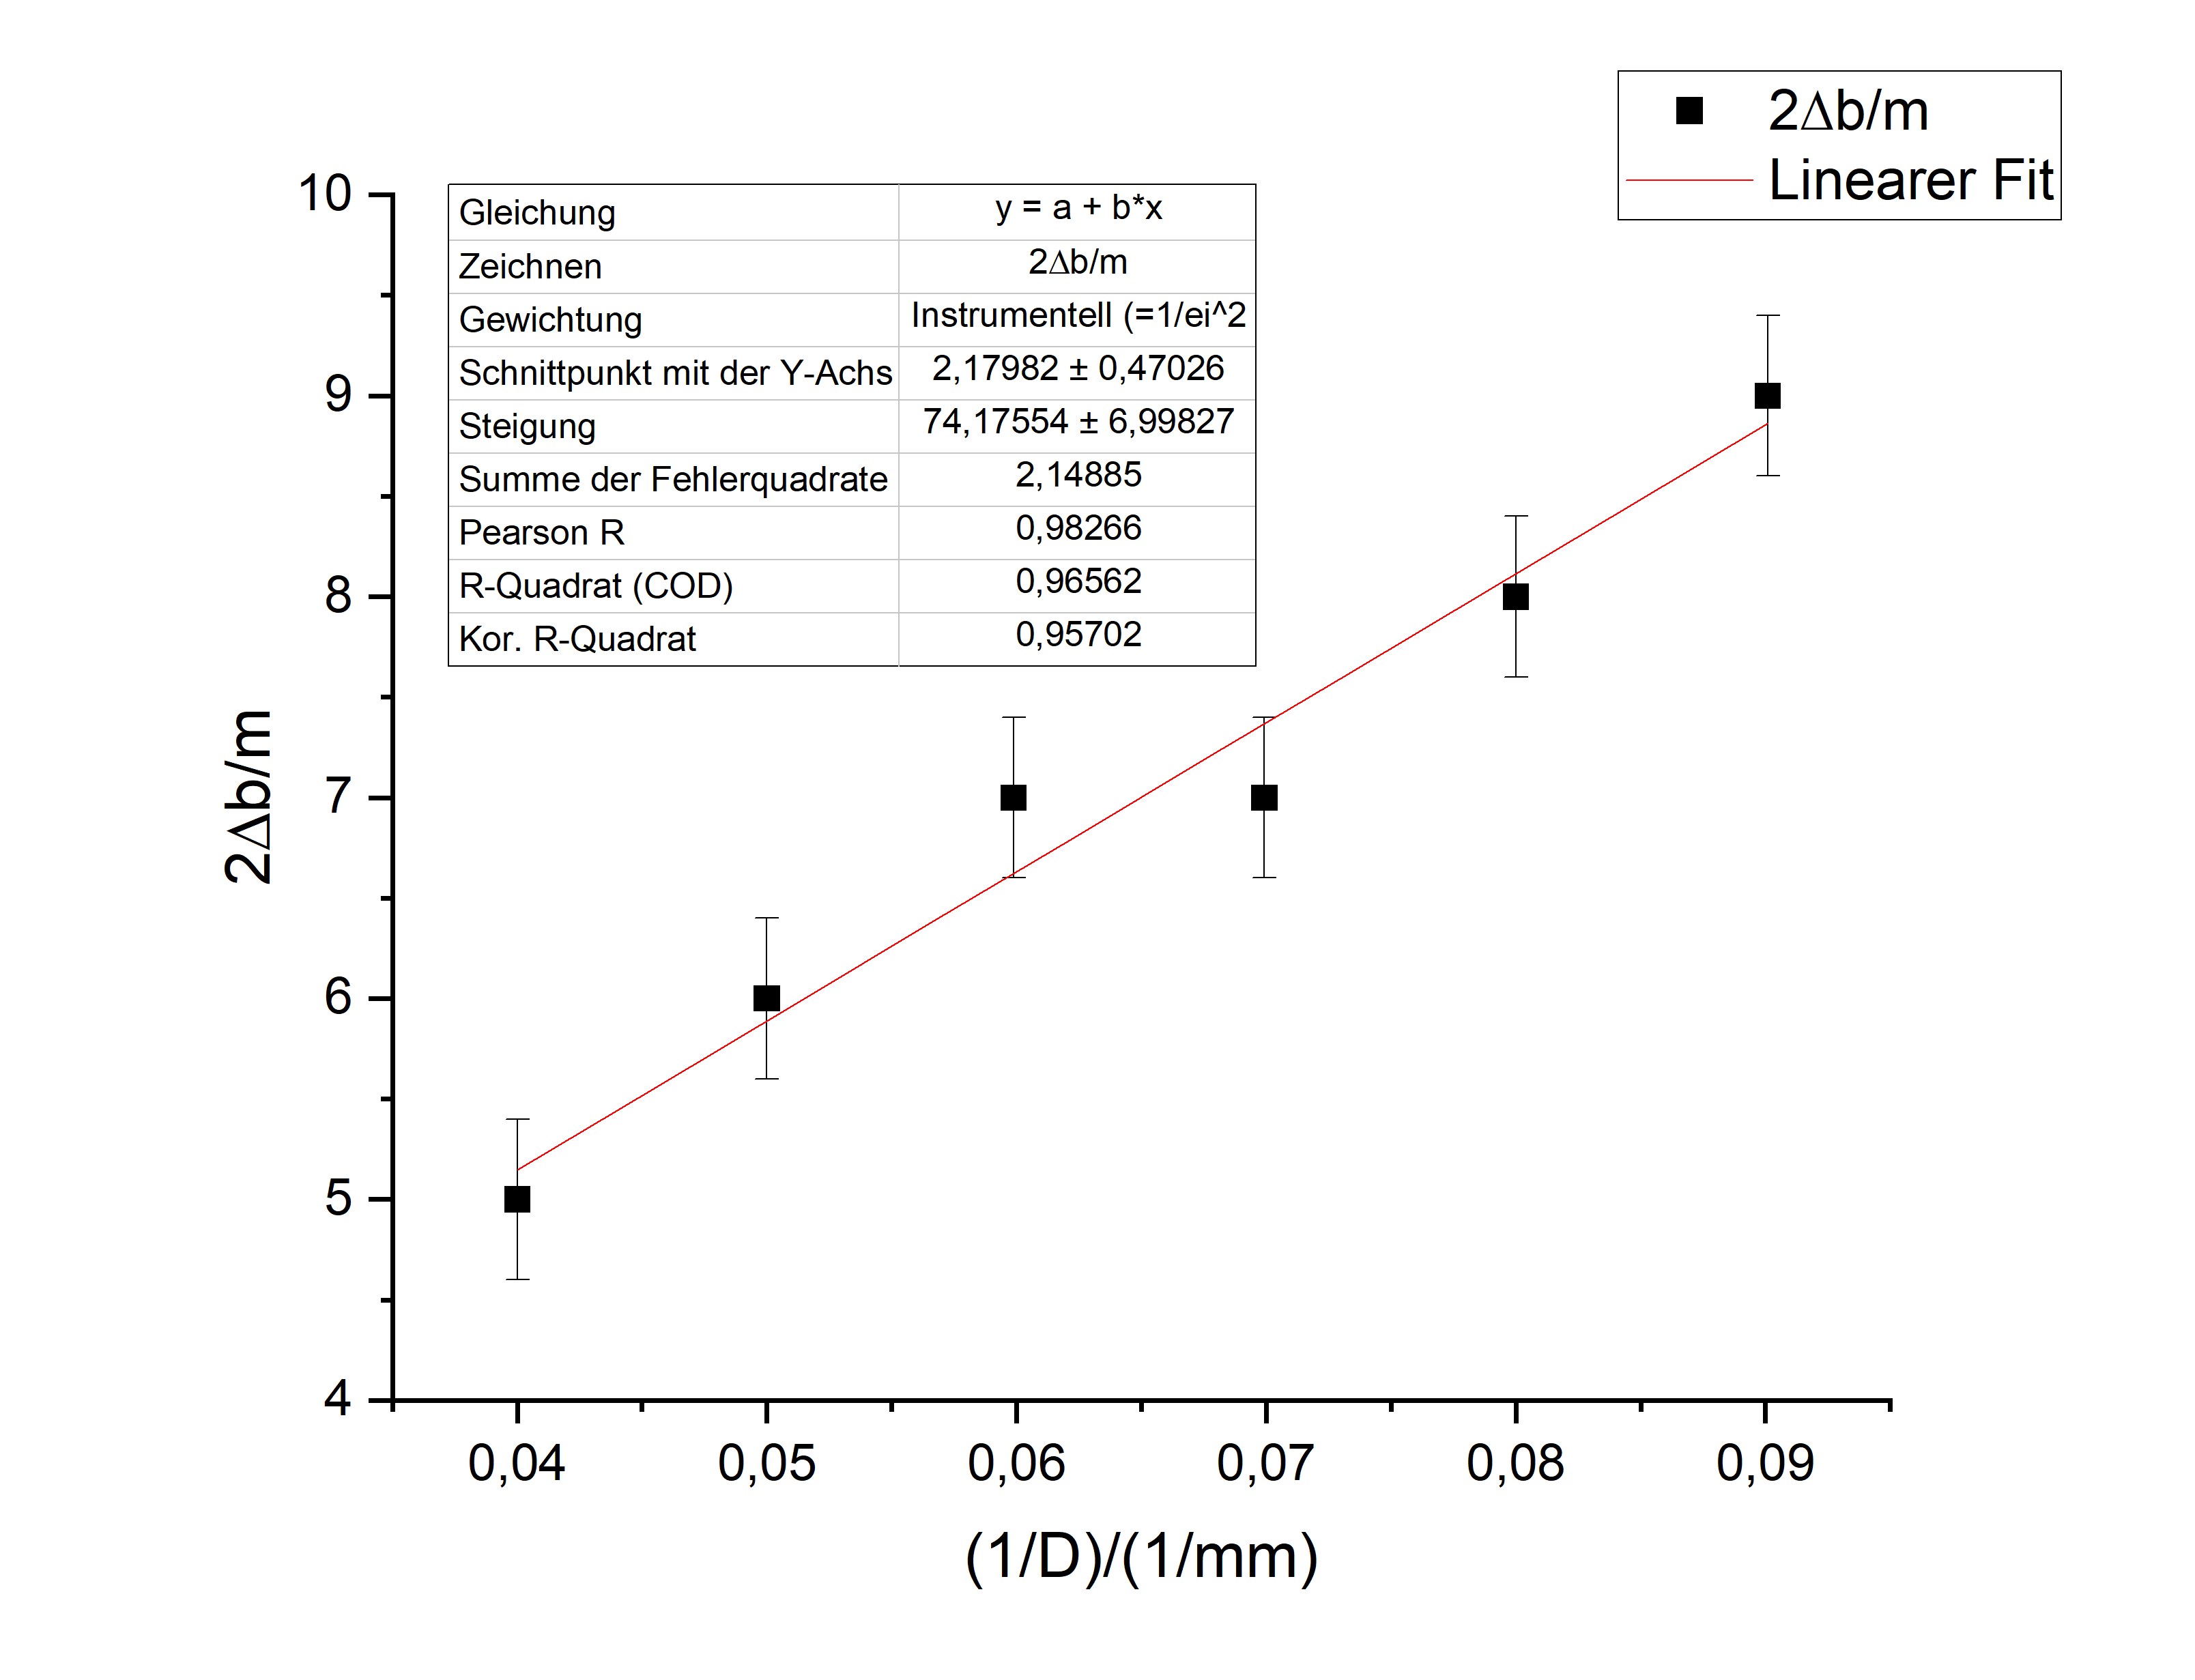 2Δb/m
Linearer Fit
10
9
8
7
6
5
4
2Δb/m
Gleichung y = a + b*x
Zeichnen 2Δb/m
Gewichtung Instrumentell (=1/ei^2
Schnittpunkt mit der Y-Achs 2,17982 ± 0,47026
Steigung 74,17554 ± 6,99827
Summe der Fehlerquadrate 2,14885
Pearson R 0,98266
R-Quadrat (COD) 0,96562
Kor. R-Quadrat 0,95702
0,04 0,05 0,06 0,07 0,08 0,09
(1/D)/(1/mm)